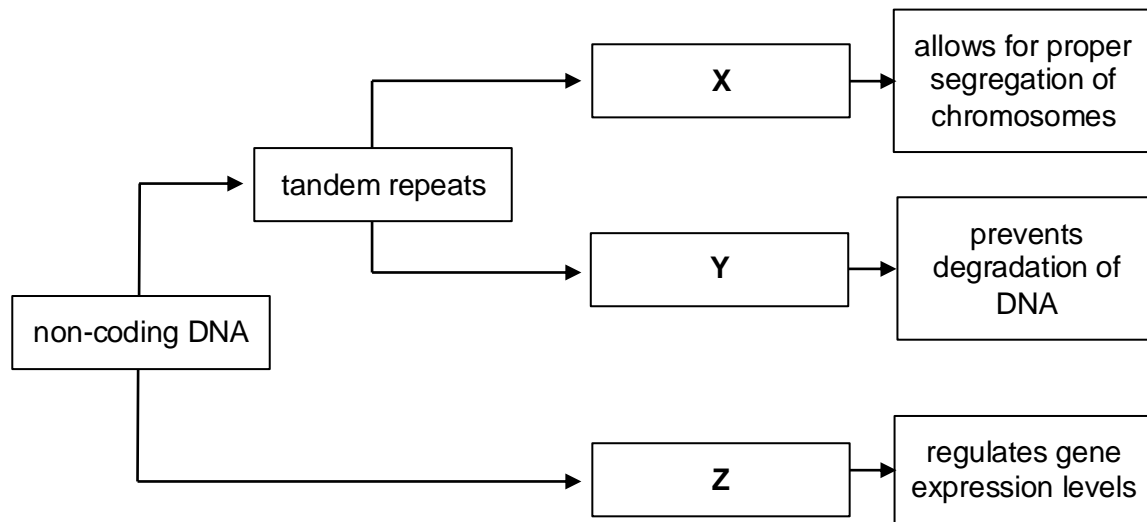 X
allows for proper
segregation of
chromosomes
tandem repeats
Y
prevents
degradation of
DNA
non-coding DNA
Z
regulates gene
expression levels